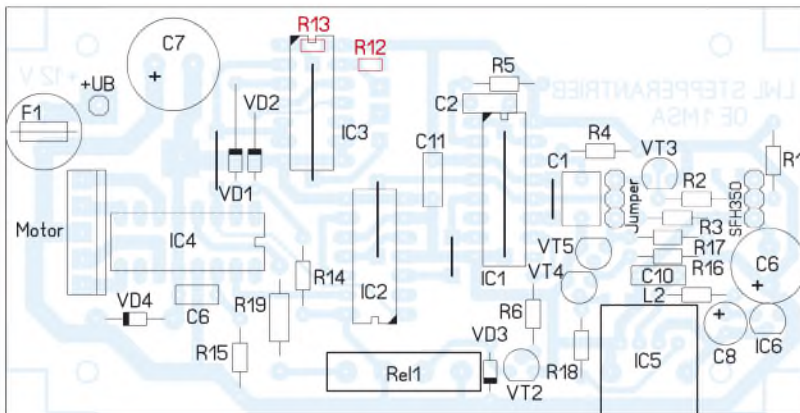 R13
R12
C7
R5
+ 12 V
+UB
VD2
LWL STEPPERANTRIEB
OE 1MSA
C2
F1
IC3
R4
C11
C1
VT3
R1
VD1
R2
Jumper
SFH350
Motor
R3
IC4
VT5
R17
IC1
VT4
R16
C10
C6
R14
IC2
L2
VD4
C6
R19
R6
VD3
C8
IC6
R15
Rel1
R18
IC5
VT2